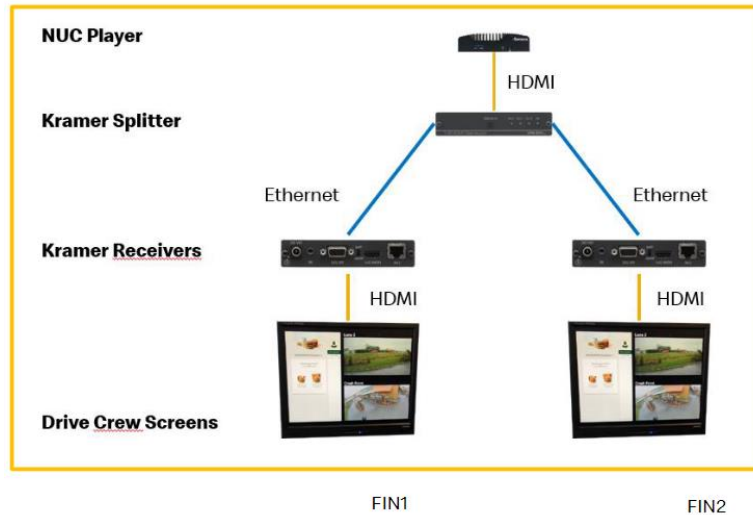 NUC Player
HDMI
Kramer Splitter
Ethernet
Ethernet
Kramer Receivers
HDMI
HDMI
Drive Crew Screens
FIN1
FIN2